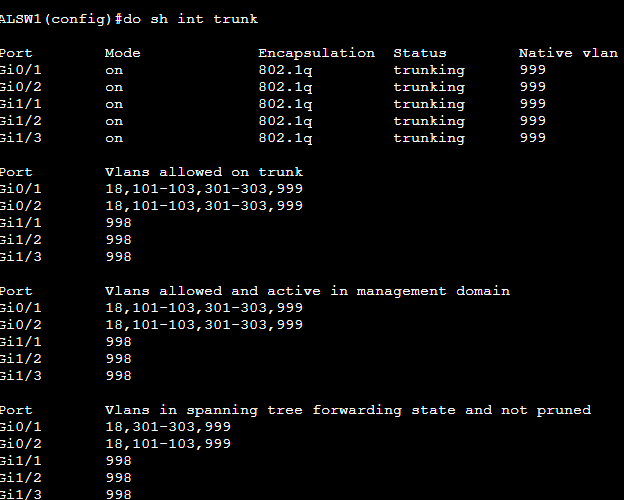 ALSW1(config)#do sh int trunk
Port Mode Encapsulation Status Native vlan
Gi0/1 on 802.1q trunking 999
Gi0/2 on 802.1q trunking 999
Gi1/1 on 802.1q trunking 999
Gi1/2 on 802.1q trunking 999
Gi1/3 on 802.1q trunking 999
Port Vlans allowed on trunk
Gi0/1 18,101-103,301-303,999
Gi0/2 18,101-103,301-303,999
Gi1/1 998
Gi1/2 998
Gi1/3 998
Port Vlans allowed and active in management domain
Gi0/1 18,101-103,301-303,999
Gi0/2 18,101-103,301-303,999
Gi1/1 998
Gi1/2 998
Gi1/3 998
Port Vlans in spanning tree forwarding state and not pruned
Gi0/1 18,301-303,999
Gi0/2 18,101-103,999
Gi1/1 998
Gi1/2 998
Gi1/3 998